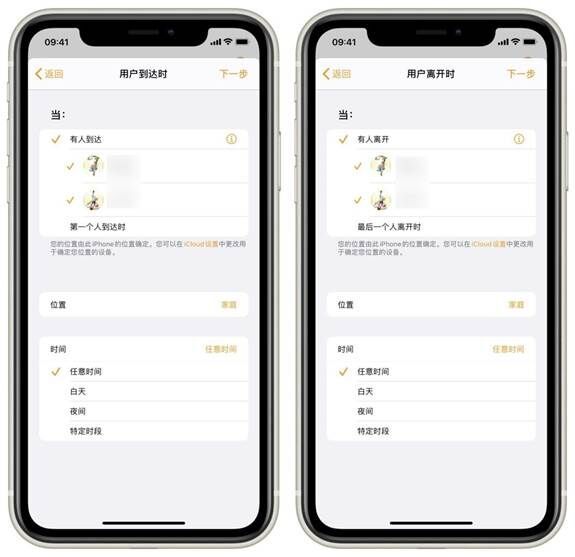 09:41
返回
用户到达时
下一步
当：
有人到达
第一个人到达时
您的位置由此 iPhone 的位置确定。您可以在 iCloud 设置中更改用
于确定您位置的设备。
位置
家庭
时间
任意时间
任意时间
白天
夜间
特定时段
09:41
返回
用户离开时
下一步
当：
有人离开
最后一个人离开时
您的位置由此 iPhone 的位置确定。您可以在 iCloud 设置中更改用
于确定您位置的设备。
位置
家庭
时间
任意时间
任意时间
白天
夜间
特定时段